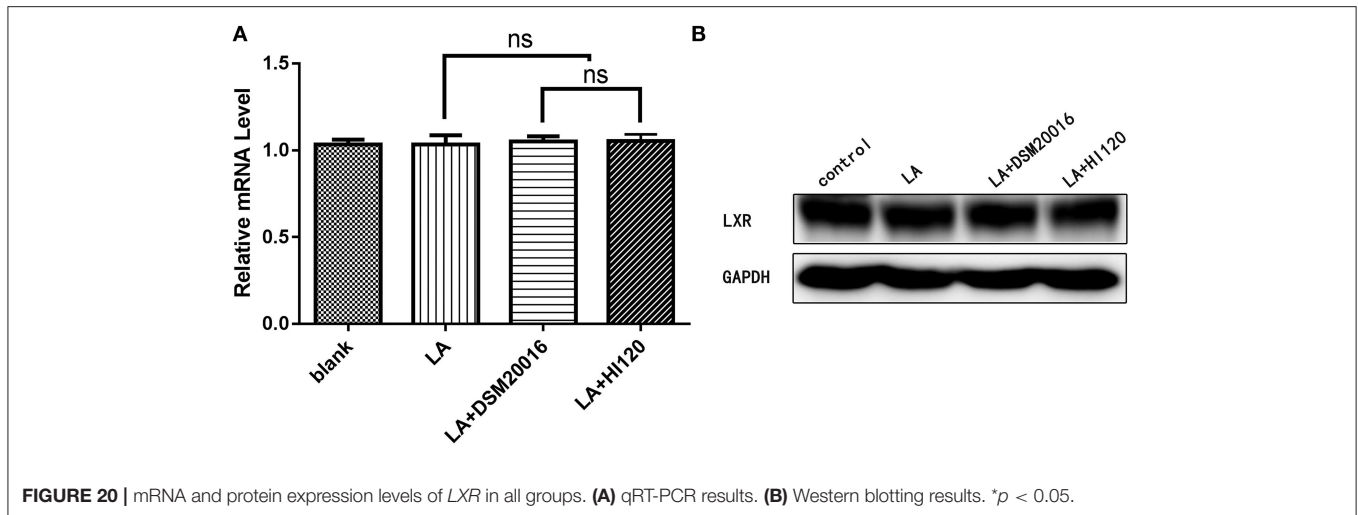 A
ns
ns
Relative mRNA Level
1.5
1.0
0.5
0.0
blank
LA
LA+DSM20016
LA+HI120
B
control
LA
LA+DSM20016
LA+HI120
LXR
GAPDH
FIGURE 20 | mRNA and protein expression levels of LXR in all groups. (A) qRT-PCR results. (B) Western blotting results. *p < 0.05.